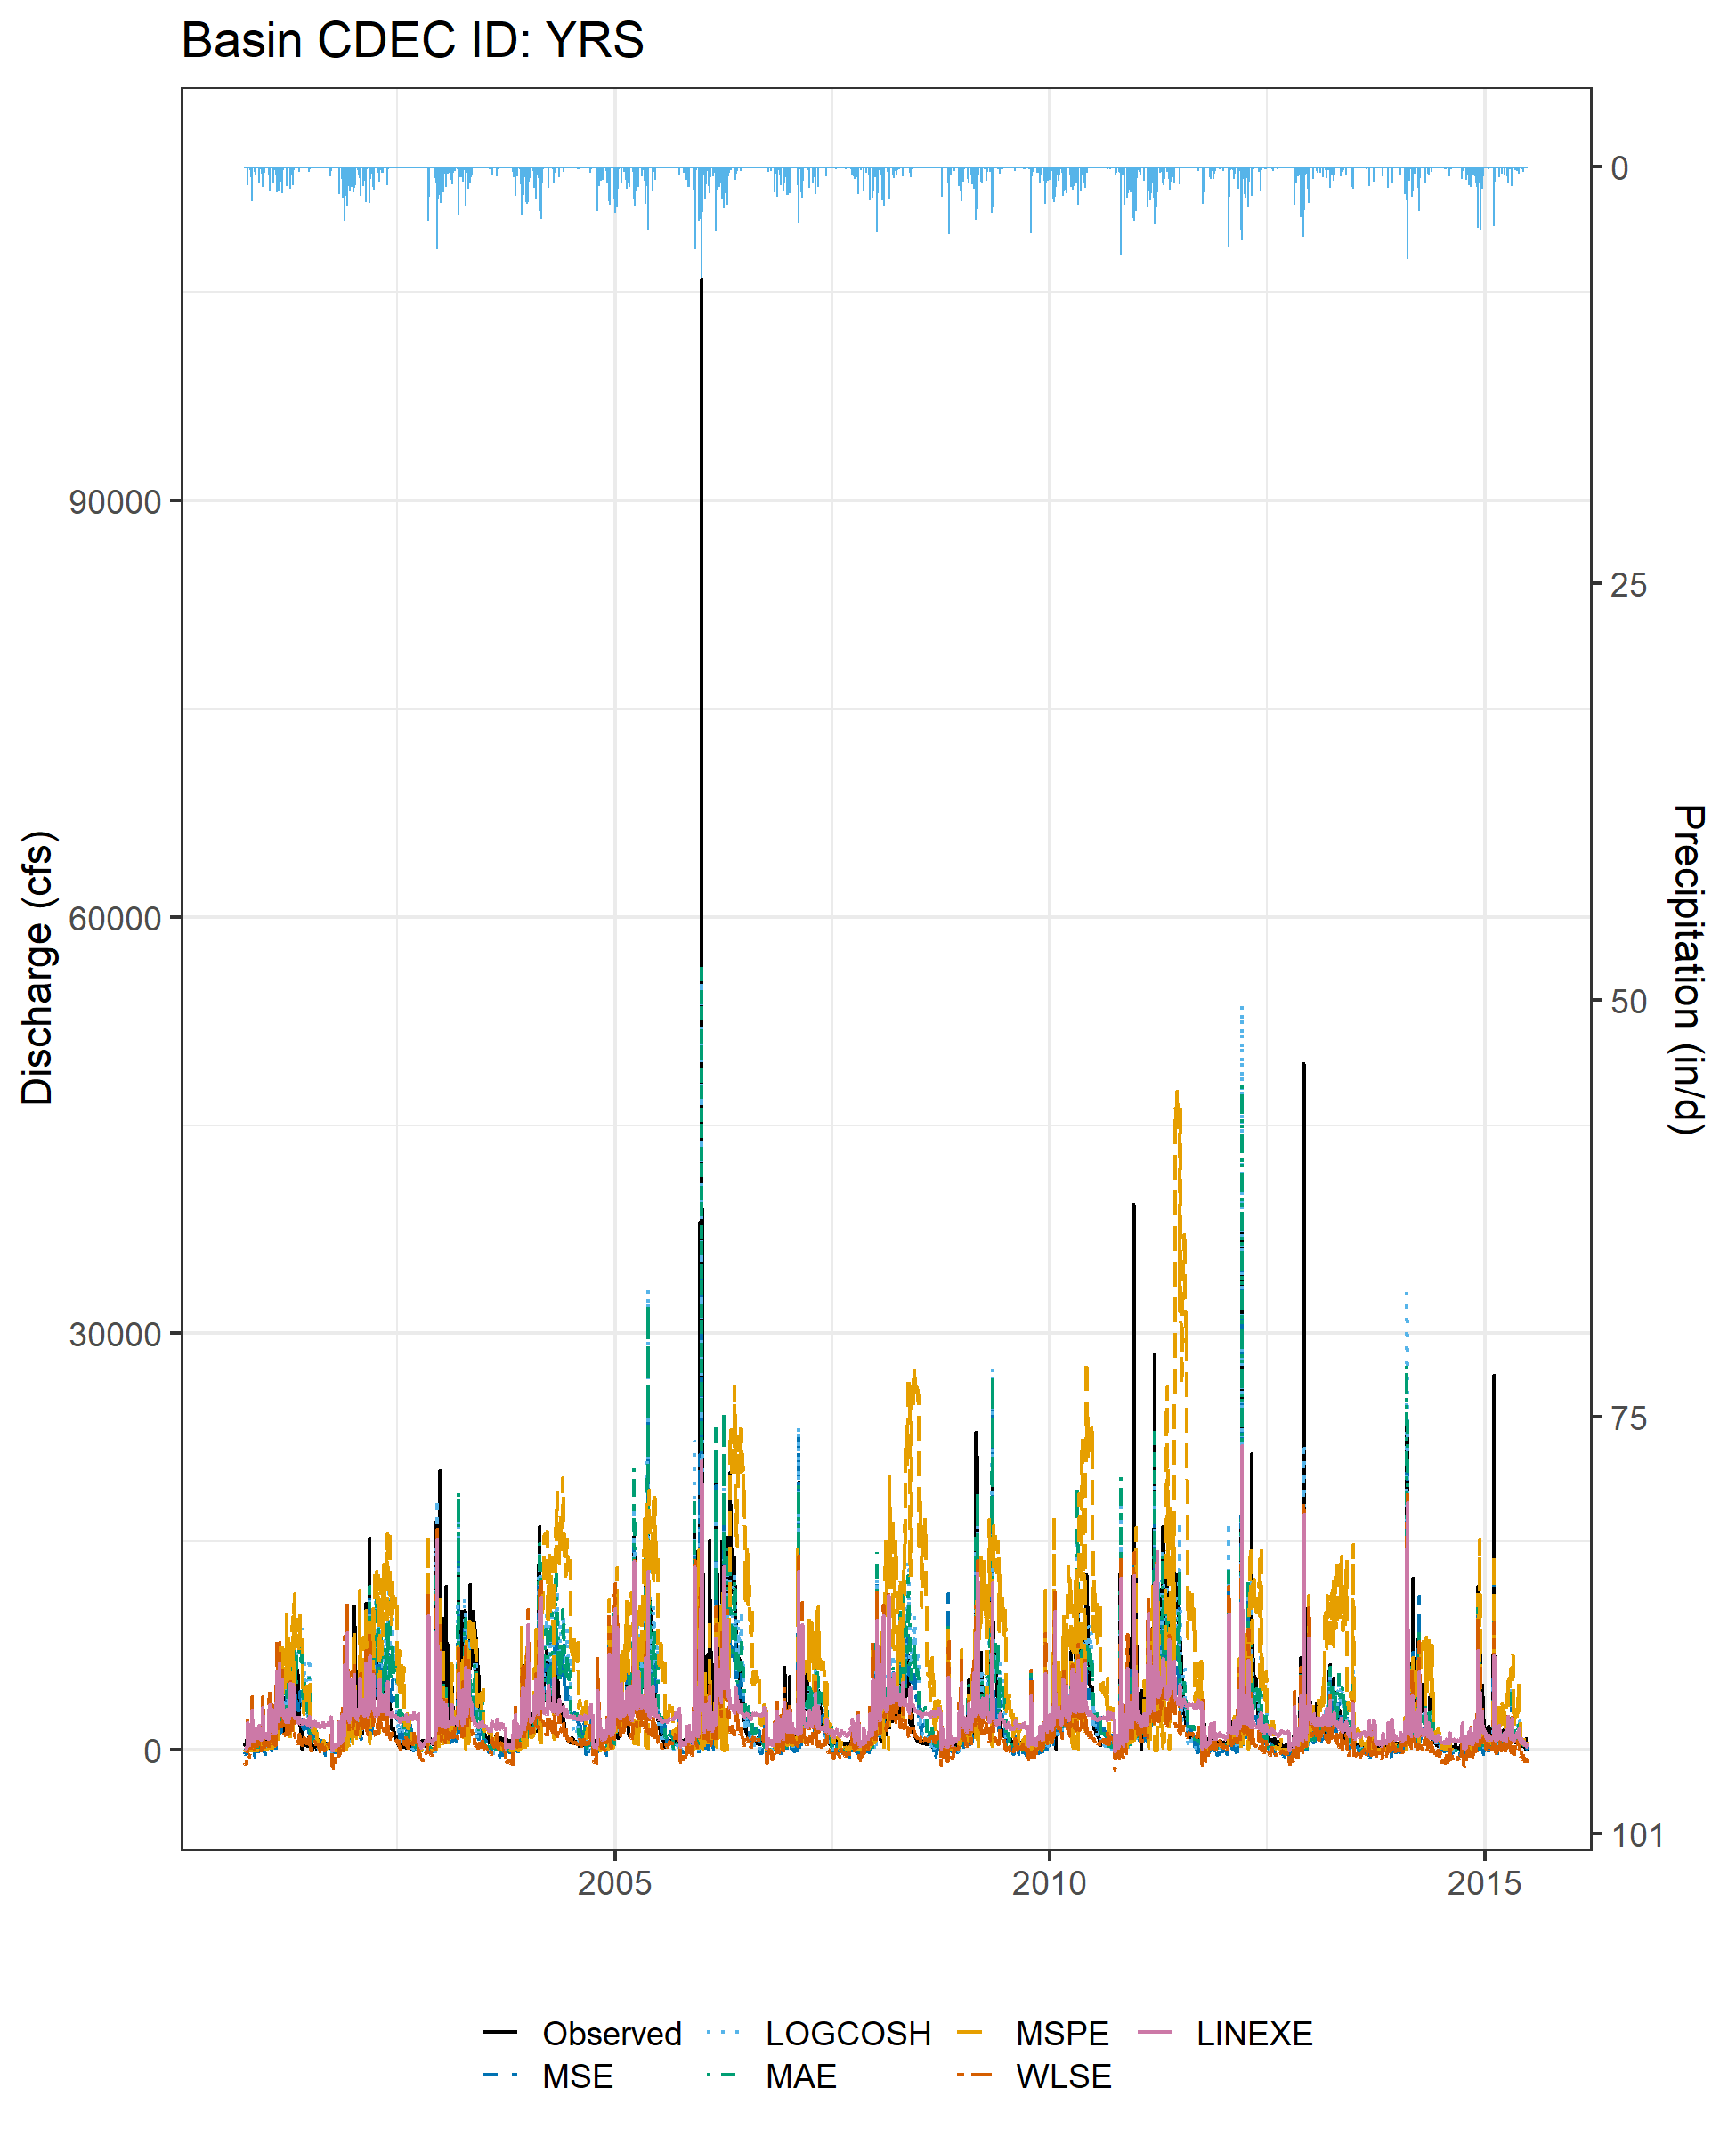 Basin CDEC ID: YRS
0
90000
25
Discharge (cfs)
Precipitation (in/d)
60000
50
30000
75
0
101
2005 2010 2015
Observed LOGCOSH MSPE LINEXE
MSE MAE WLSE